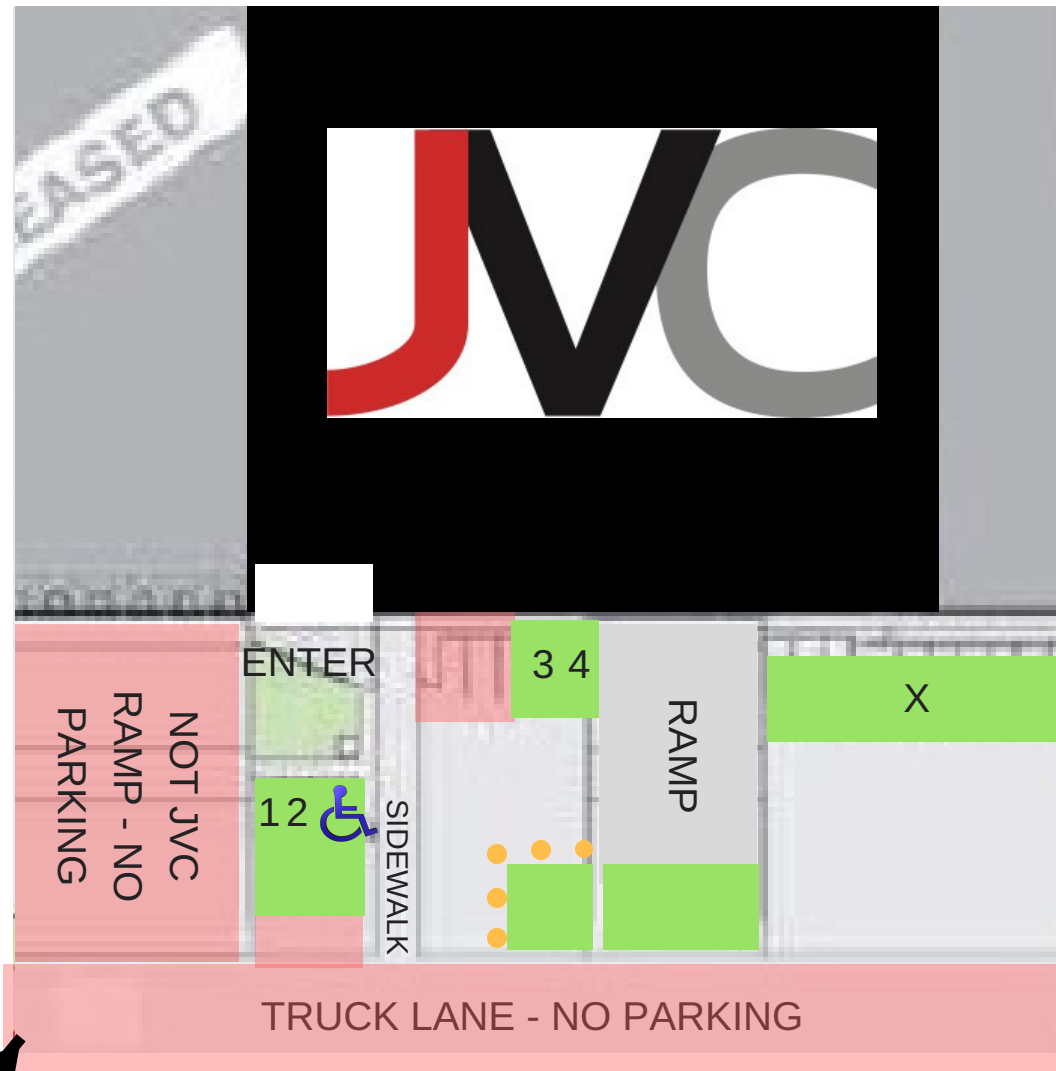 EASED
JVC
ENTER
3 4
X
RAMP
NOT JVC
RAMP - NO
PARKING
1 2
SIDEWALK
TRUCK LANE - NO PARKING